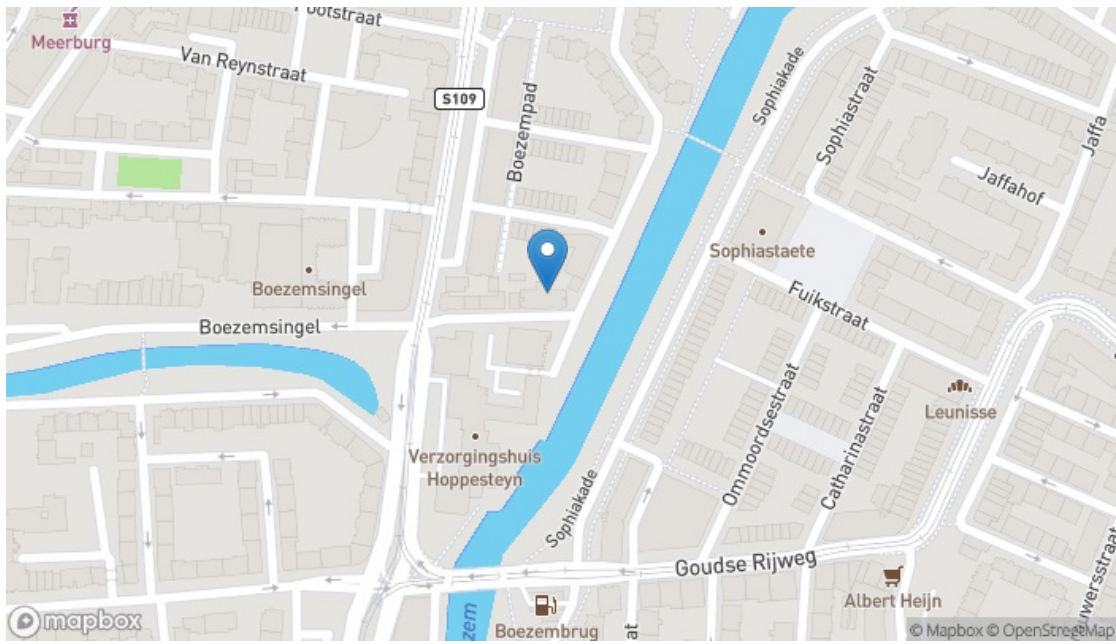 Meerburg
Van Reynstraat
S109
Boezempad
Sophiakade
Sophiastraat
Jaffa
Jaffahof
Sophiastaete
Boezemsingel
Boezemsingel
Fuikstraat
Leunisse
Verzorgingshuis
Hoppesteyn
Ommoordsestraat
Catharinastraat
Sophiakade
Goudse Rijweg
Albert Heijn
Boezembrug
mapbox
© Mapbox © OpenStreetMap